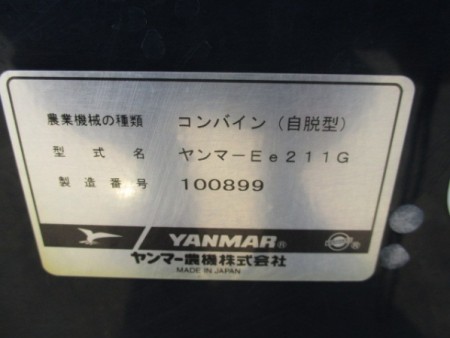 農業機械の種類 コンバイン(自脱型)
型式名 ヤンマーEe211G
製造番号 100899
YANMAR®
®
ヤンマー農機株式会社
MADE IN JAPAN